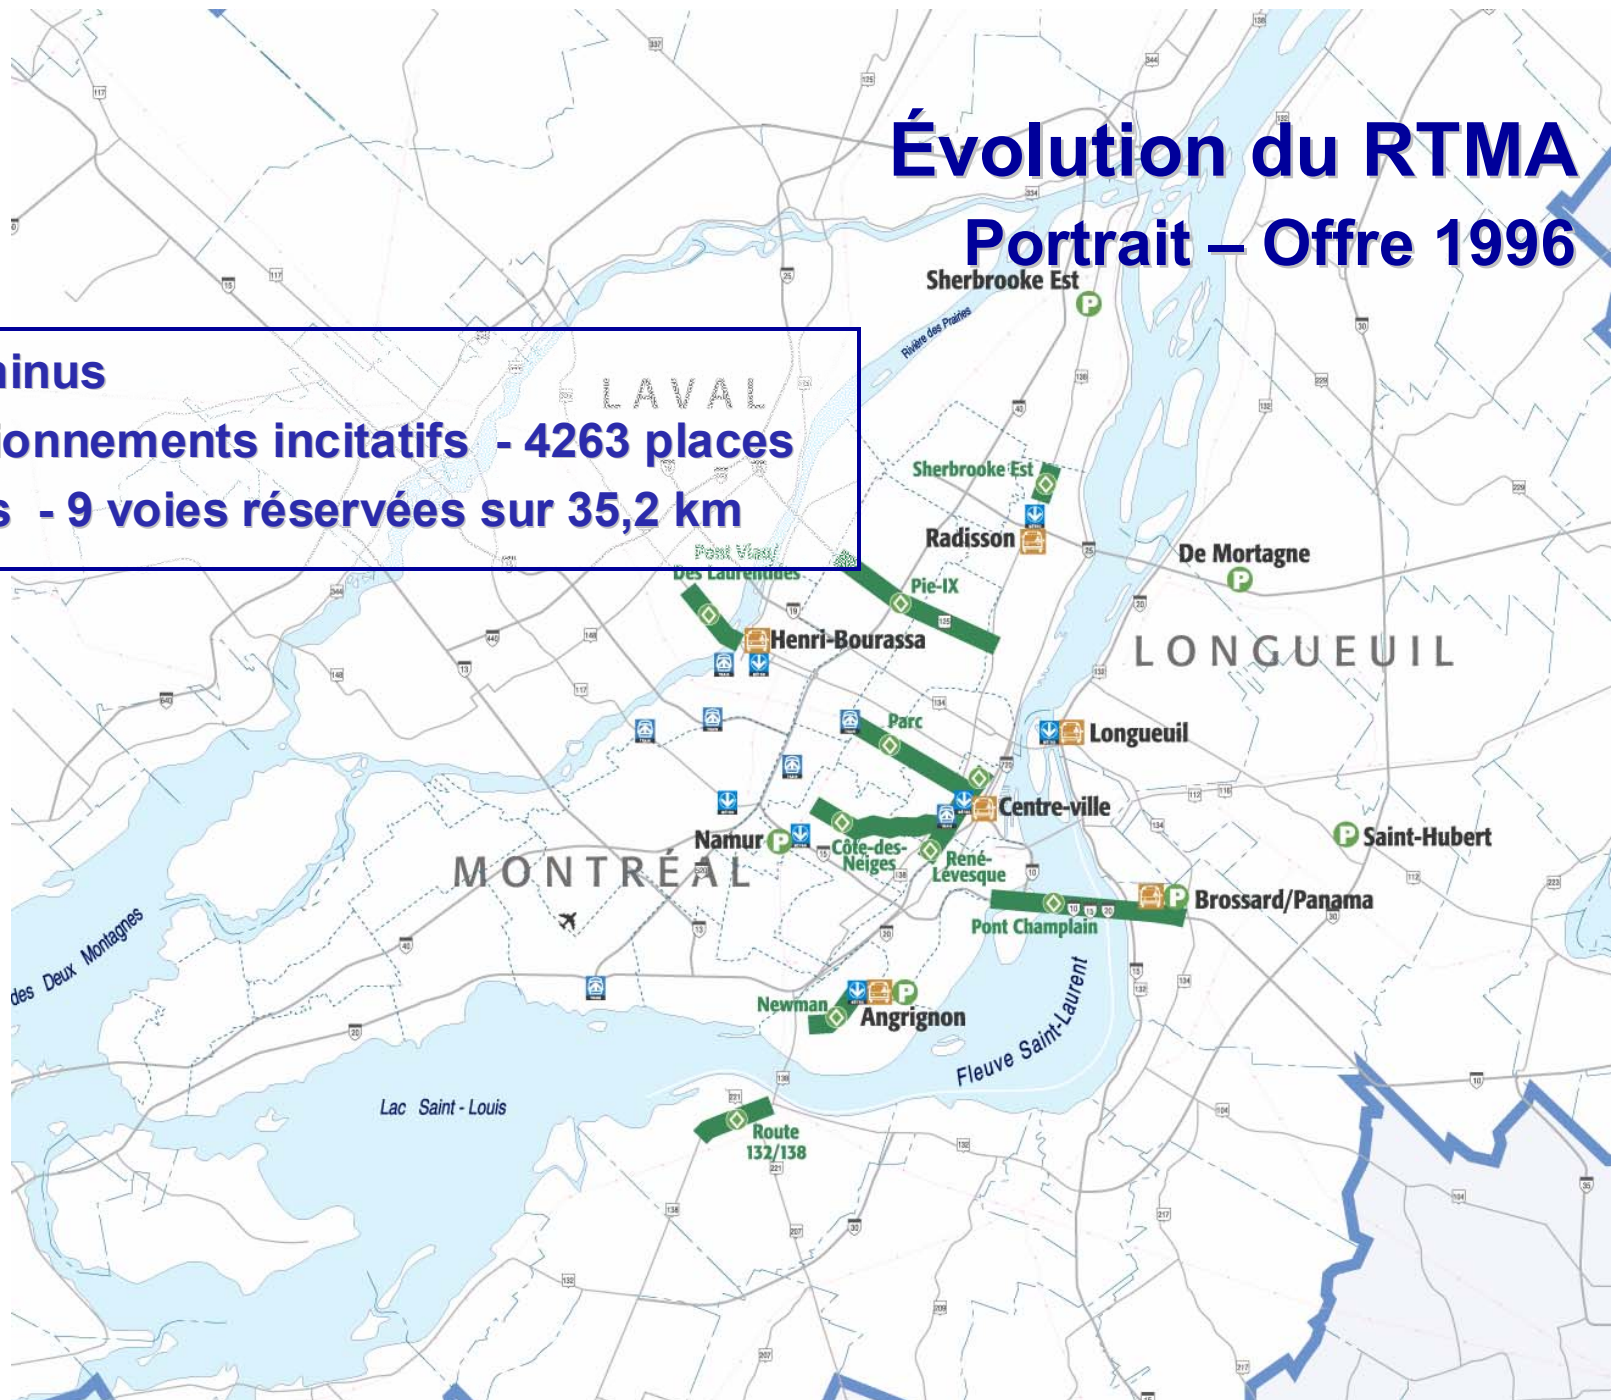 Évolution du RTMA
Portrait – Offre 1996
minus
ionnements incitatifs - 4263 places
s - 9 voies réservées sur 35,2 km
LAVAL
Sherbrooke Est
Rivière des Prairies
Sherbrooke Est
Radisson
De Mortagne
Pont Viau/
Des Laurentides
Pie-IX
Henri-Bourassa
LONGUEUIL
Parc
Longueuil
Centre-ville
Namur
Côte-des-
Neiges
René-
Lévesque
Saint-Hubert
MONTRÉAL
Brossard/Panama
Pont Champlain
des Deux Montagnes
Newman
Angrignon
Fleuve Saint-Laurent
Lac Saint-Louis
Route
132/138